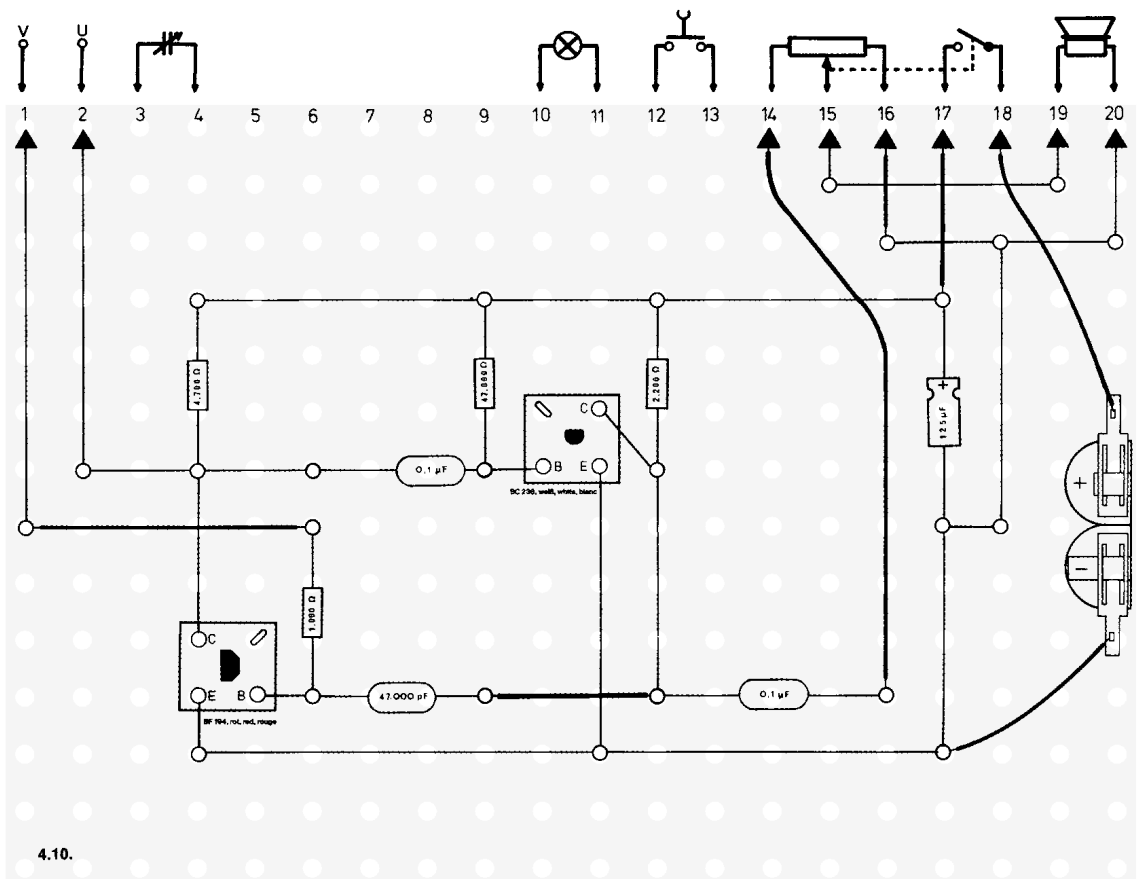 V U
1 2 3 4 5 6 7 8 9 10 11 12 13 14 15 16 17 18 19 20
4.700 Ω
47.000 Ω
2.200 Ω
+
125 µF
C
B E
BC 238, weiß, white, blanc
0,1 µF
+
−
1.000 Ω
C
E B
BF 194, rot, red, rouge
47.000 pF
0,1 µF
4.10.